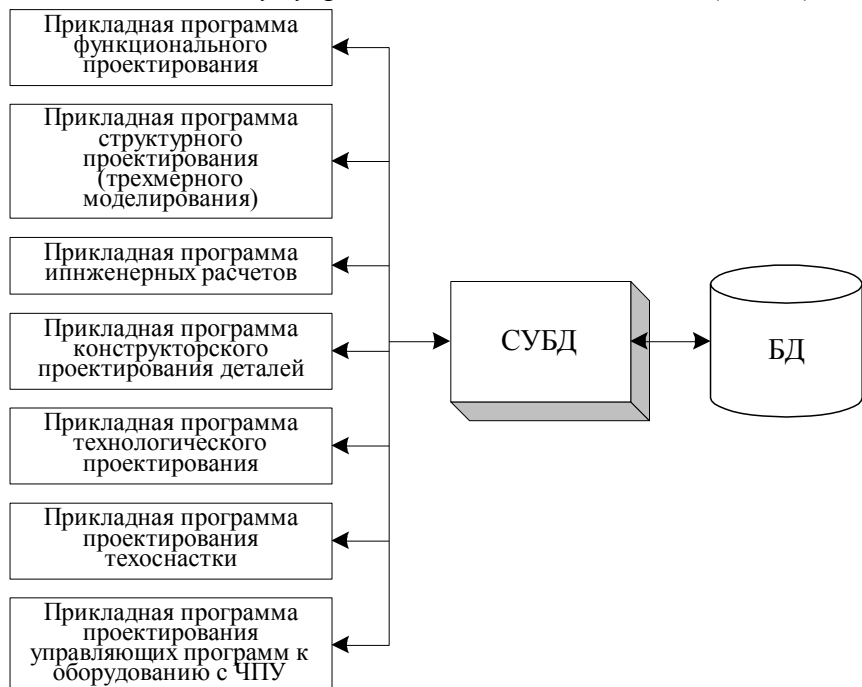 Прикладная программа
функционального
проектирования
Прикладная программа
структурного
проектирования
(трехмерного
моделирования)
Прикладная программа
ипнженерных расчетов
Прикладная программа
конструкторского
проектирования деталей
Прикладная программа
технологического
проектирования
Прикладная программа
проектирования
техоснастки
Прикладная программа
проектирования
управляющих программ к
оборудованию с ЧПУ
СУБД
БД